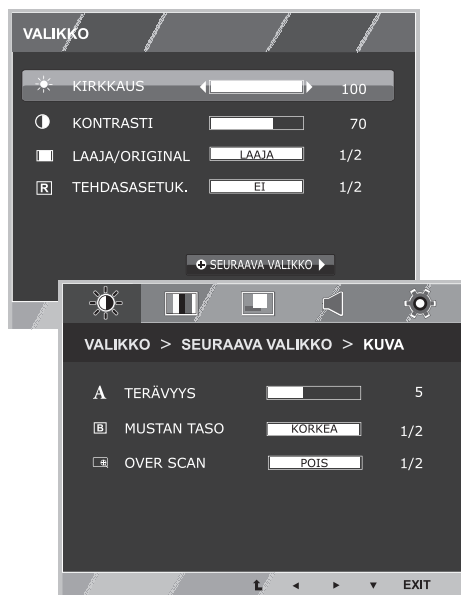 VALIKKO
KIRKKAUS 100
KONTRASTI 70
LAAJA/ORIGINAL LAAJA 1/2
R TEHDASASETUK. EI 1/2
SEURAAVA VALIKKO
VALIKKO > SEURAAVA VALIKKO > KUVA
A TERÄVYYS 5
B MUSTAN TASO KORKEA 1/2
OVER SCAN POIS 1/2
EXIT